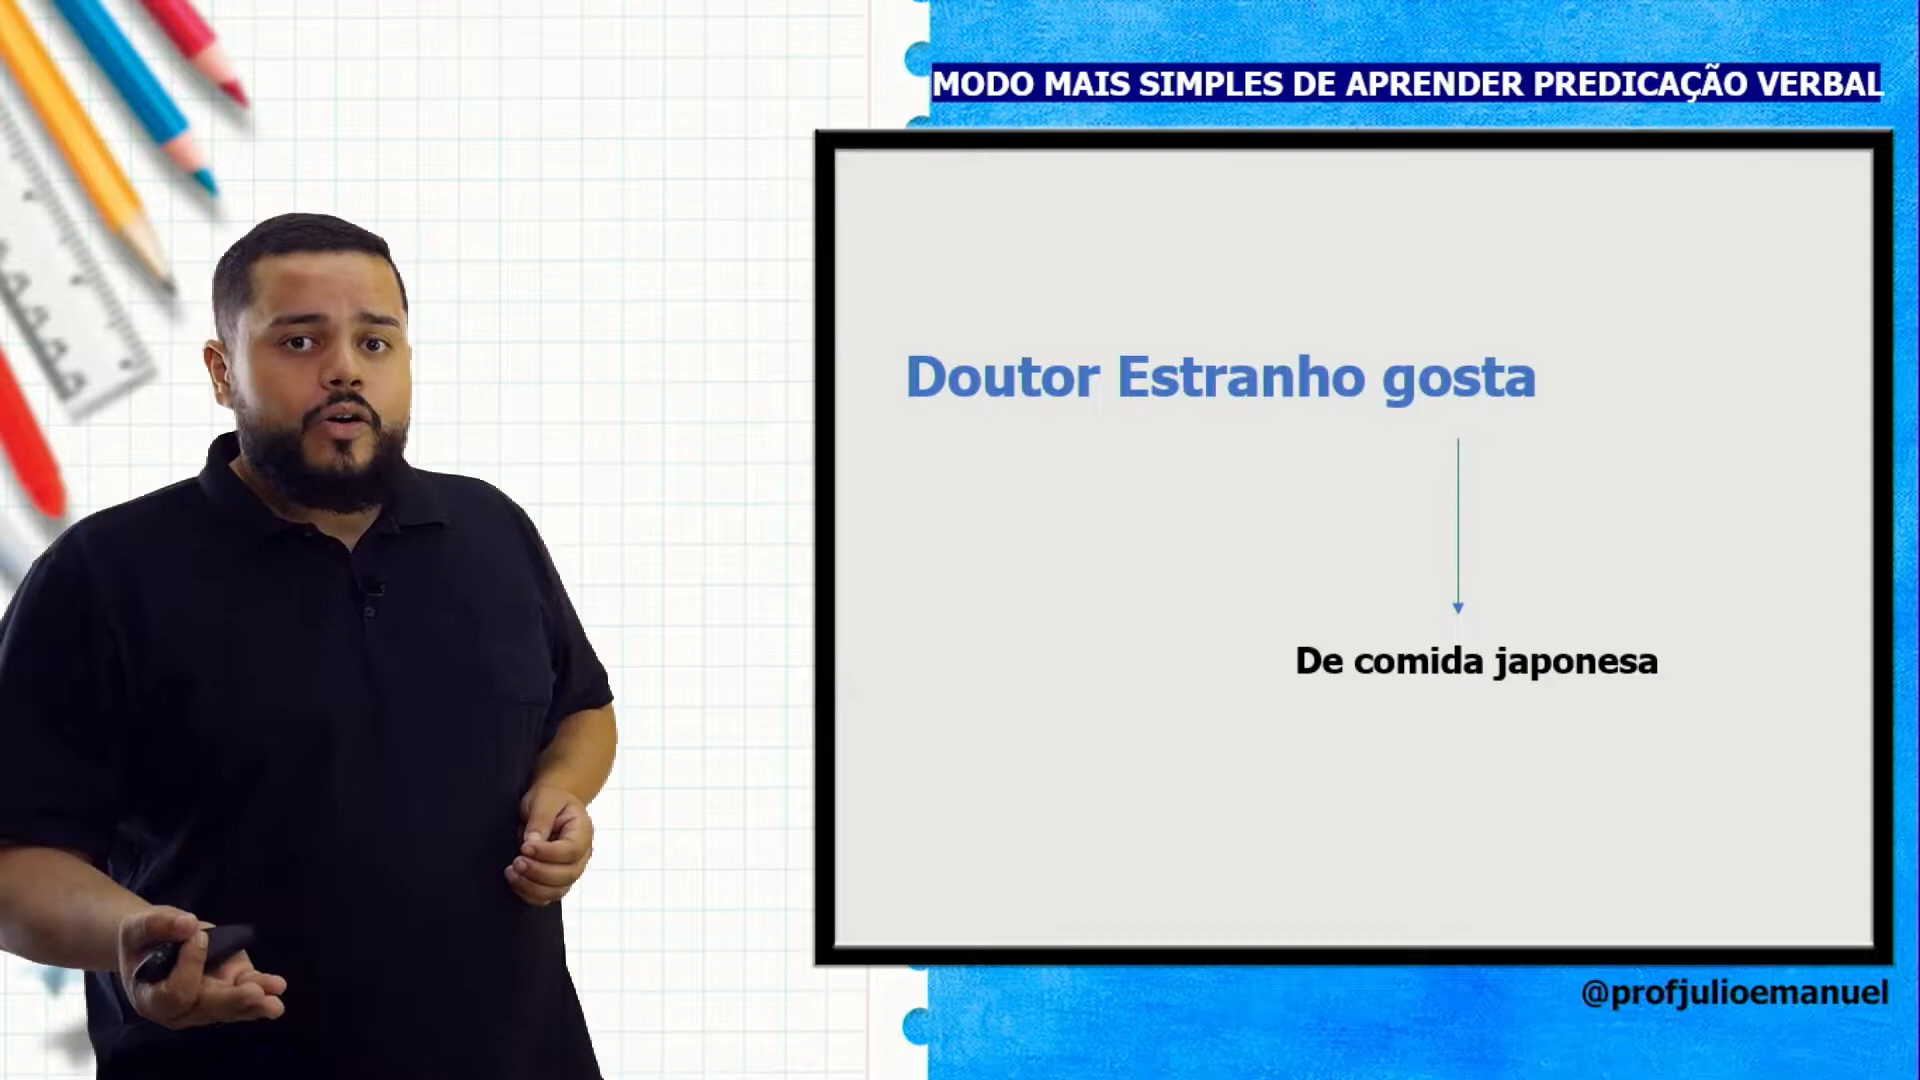 MODO MAIS SIMPLES DE APRENDER PREDICAÇÃO VERBAL
Doutor Estranho gosta
De comida japonesa
@profjulioemanuel